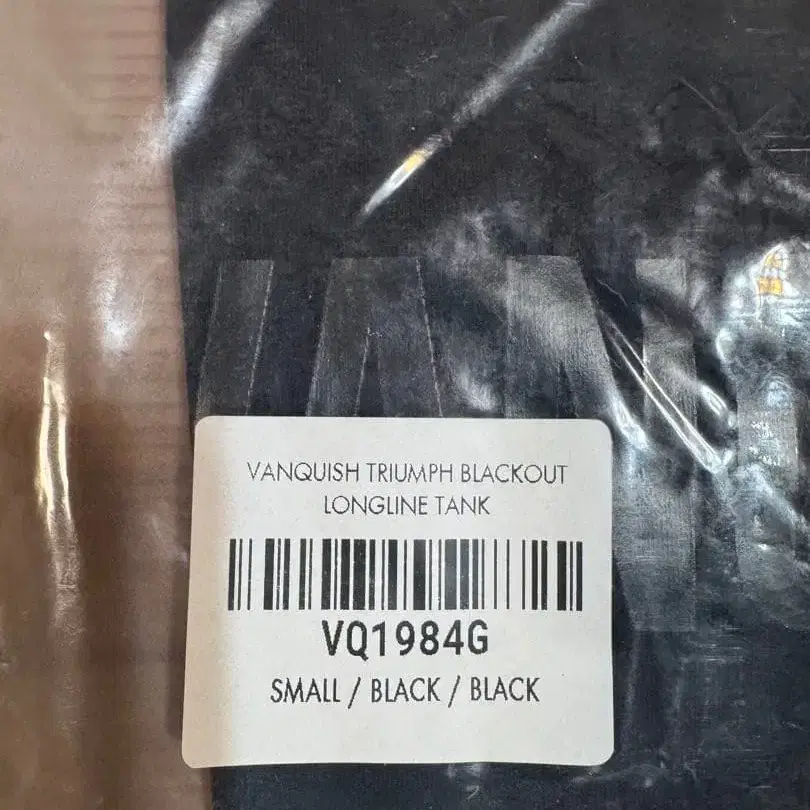 VANQUISH TRIUMPH BLACKOUT
LONGLINE TANK
VQ1984G
SMALL / BLACK / BLACK